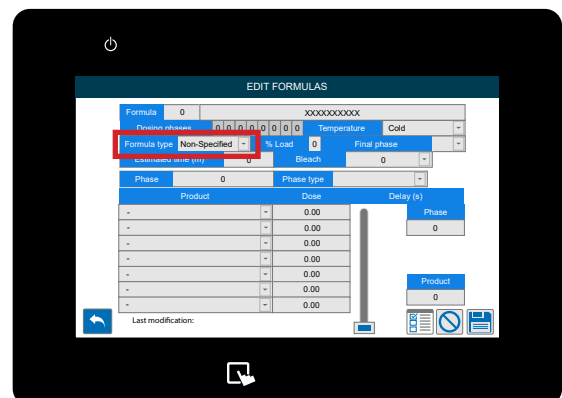 EDIT FORMULAS
Formula 0 XXXXXXXXXX
Dosing phases 0 0 0 0 0 0 0 0 Temperature Cold
Formula type Non-Specified % Load 0 Final phase
Estimated time (m) 0 Bleach 0
Phase 0 Phase type
Product Dose Delay (s)
- 0.00 Phase
- 0.00 0
- 0.00
- 0.00
- 0.00 Product
- 0.00 0
- 0.00
Last modification: